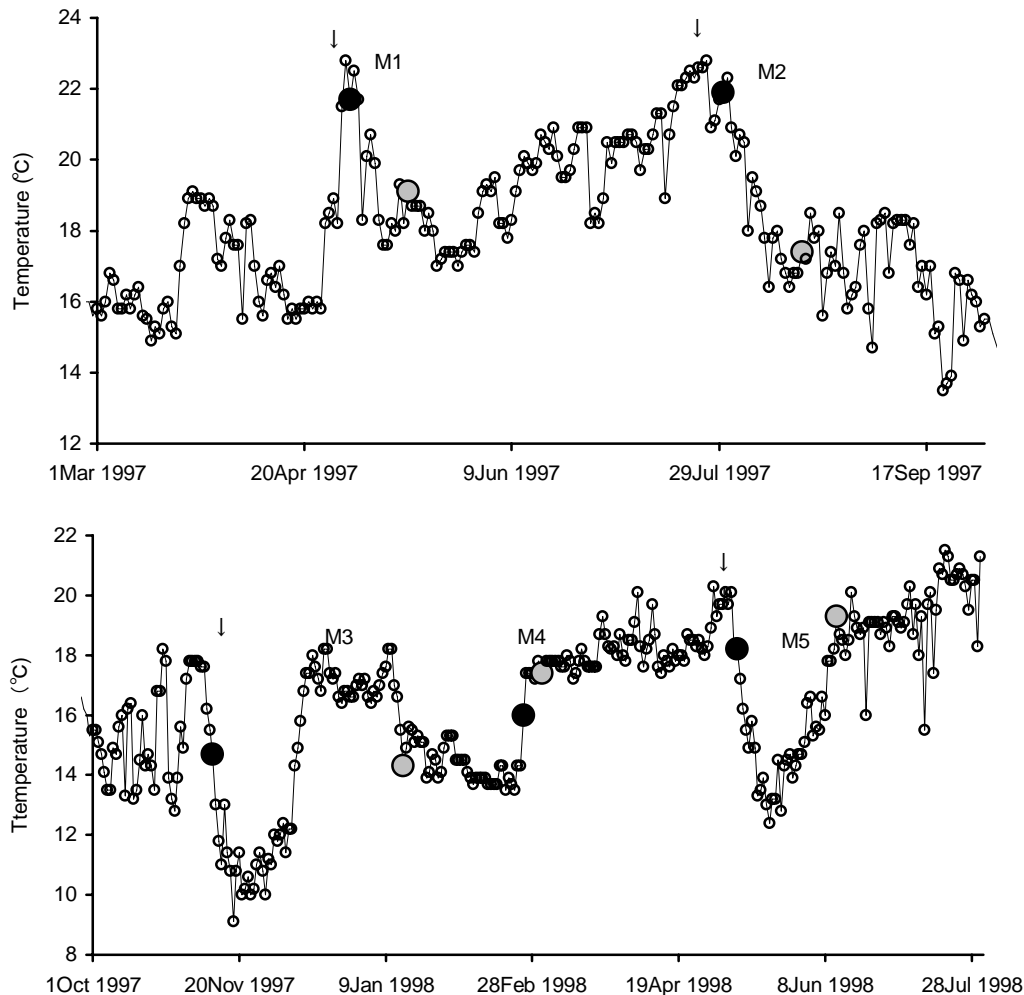 24
22
20
18
16
14
12
Temperature (ºC)
↓
M1
↓
M2
1Mar 1997
20Apr 1997
9Jun 1997
29Jul 1997
17Sep 1997
22
20
18
16
14
12
10
8
Ttemperature (°C)
↓
M3
M4
↓
M5
1Oct 1997
20Nov 1997
9Jan 1998
28Feb 1998
19Apr 1998
8Jun 1998
28Jul 1998